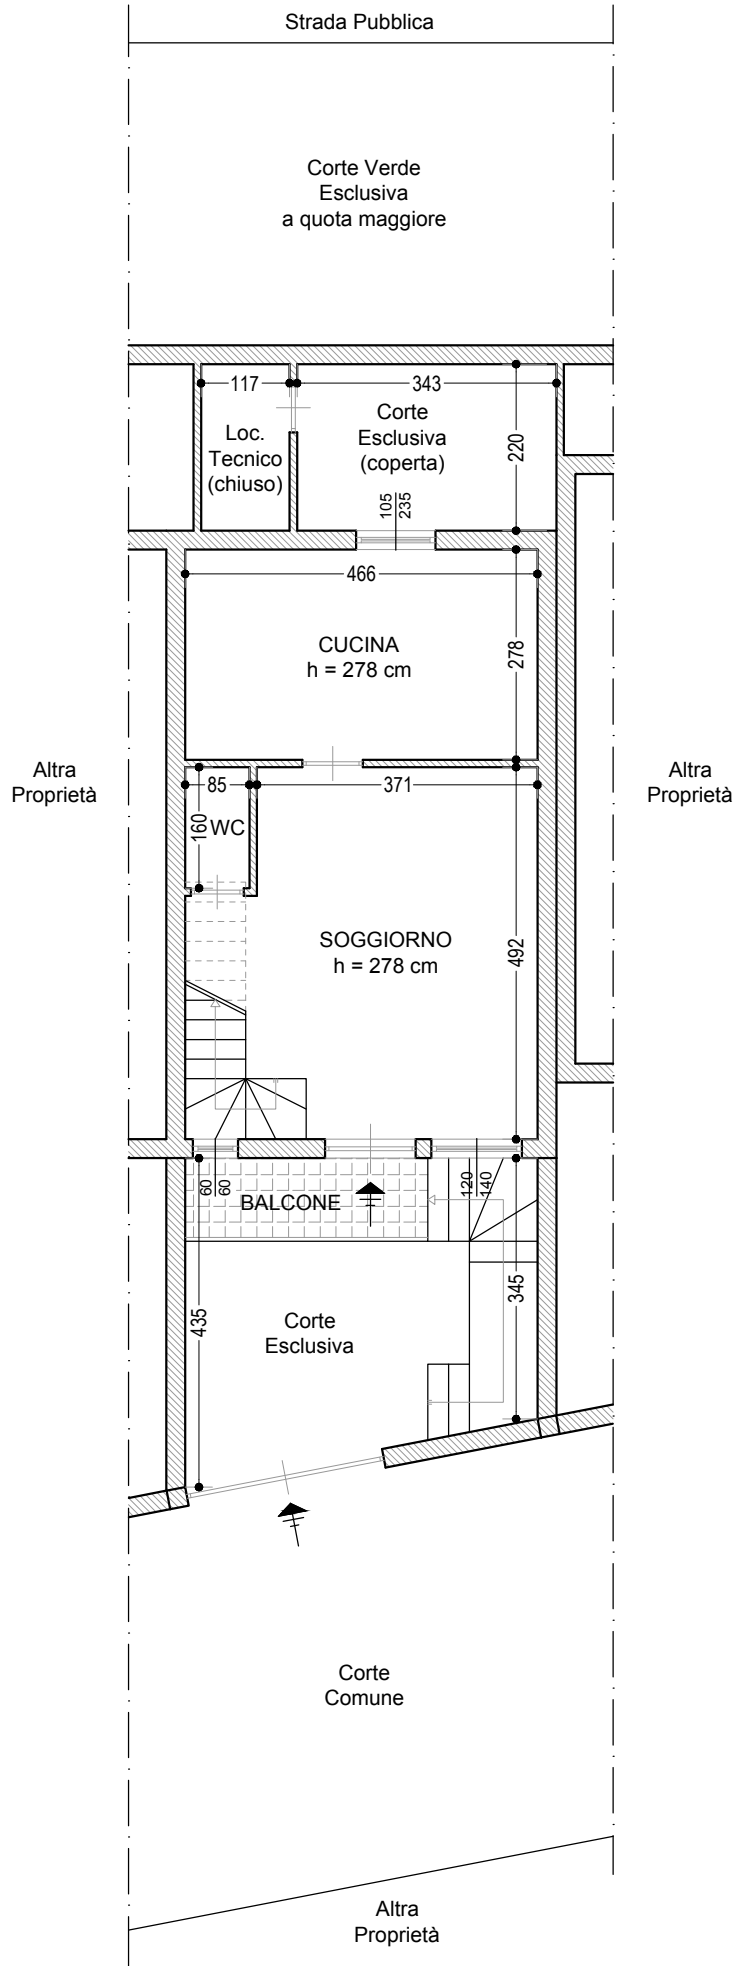 Strada Pubblica
Corte Verde
Esclusiva
a quota maggiore
117
343
Loc.
Tecnico
(chiuso)
Corte
Esclusiva
(coperta)
220
105
235
466
CUCINA
h = 278 cm
278
Altra
Proprietà
Altra
Proprietà
85
371
160
WC
SOGGIORNO
h = 278 cm
492
60
60
BALCONE
120
140
435
Corte
Esclusiva
345
Corte
Comune
Altra
Proprietà